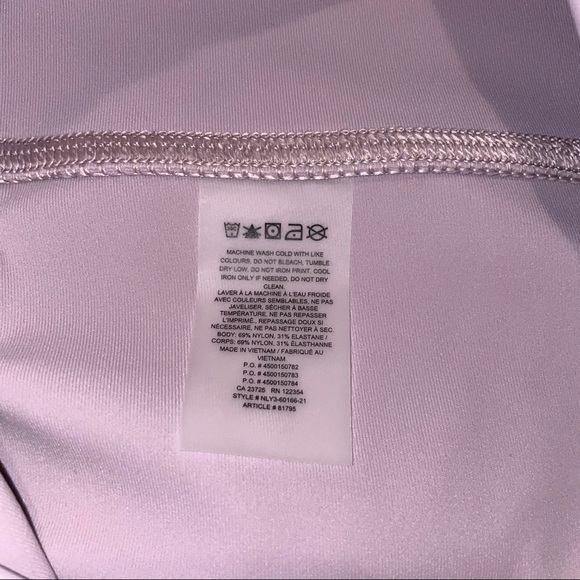 MACHINE WASH COLD WITH LIKE
COLOURS, DO NOT BLEACH, TUMBLE
DRY LOW, DO NOT IRON PRINT, COOL
IRON ONLY IF NEEDED, DO NOT DRY
CLEAN.
LAVER À LA MACHINE À L'EAU FROIDE
AVEC COULEURS SEMBLABLES, NE PAS
JAVELISER, SÉCHER À BASSE
TEMPÉRATURE, NE PAS REPASSER
L'IMPRIMÉ, REPASSAGE DOUX SI
NÉCESSAIRE, NE PAS NETTOYER À SEC.
BODY: 69% NYLON, 31% ELASTANE /
CORPS: 69% NYLON, 31% ÉLASTHANNE
MADE IN VIETNAM / FABRIQUÉ AU
VIETNAM
P.O. # 4500150782
P.O. # 4500150783
P.O. # 4500150784
CA 23725 RN 122354
STYLE # NLY3-60166-21
ARTICLE # 81795